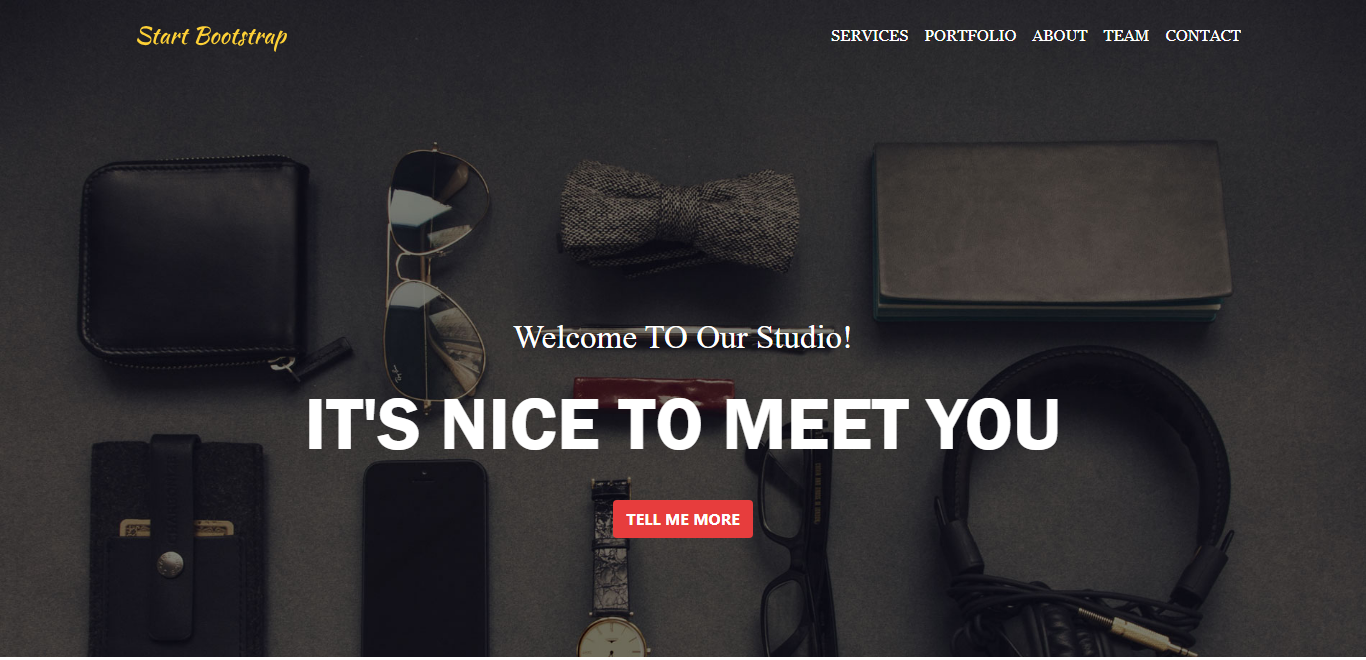 Start Bootstrap
SERVICES PORTFOLIO ABOUT TEAM CONTACT
Welcome TO Our Studio!
IT'S NICE TO MEET YOU
TELL ME MORE